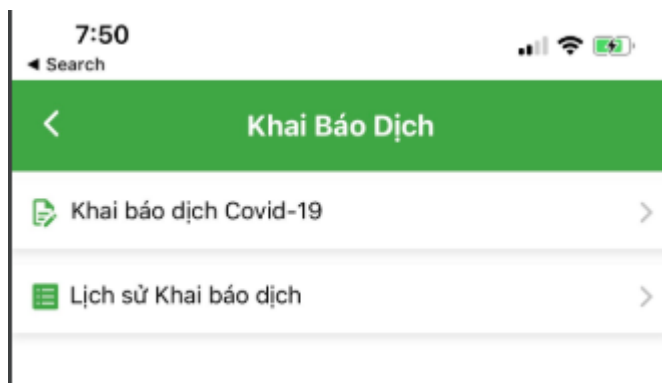 7:50
◀ Search
Khai Báo Dịch
Khai báo dịch Covid-19
Lịch sử Khai báo dịch